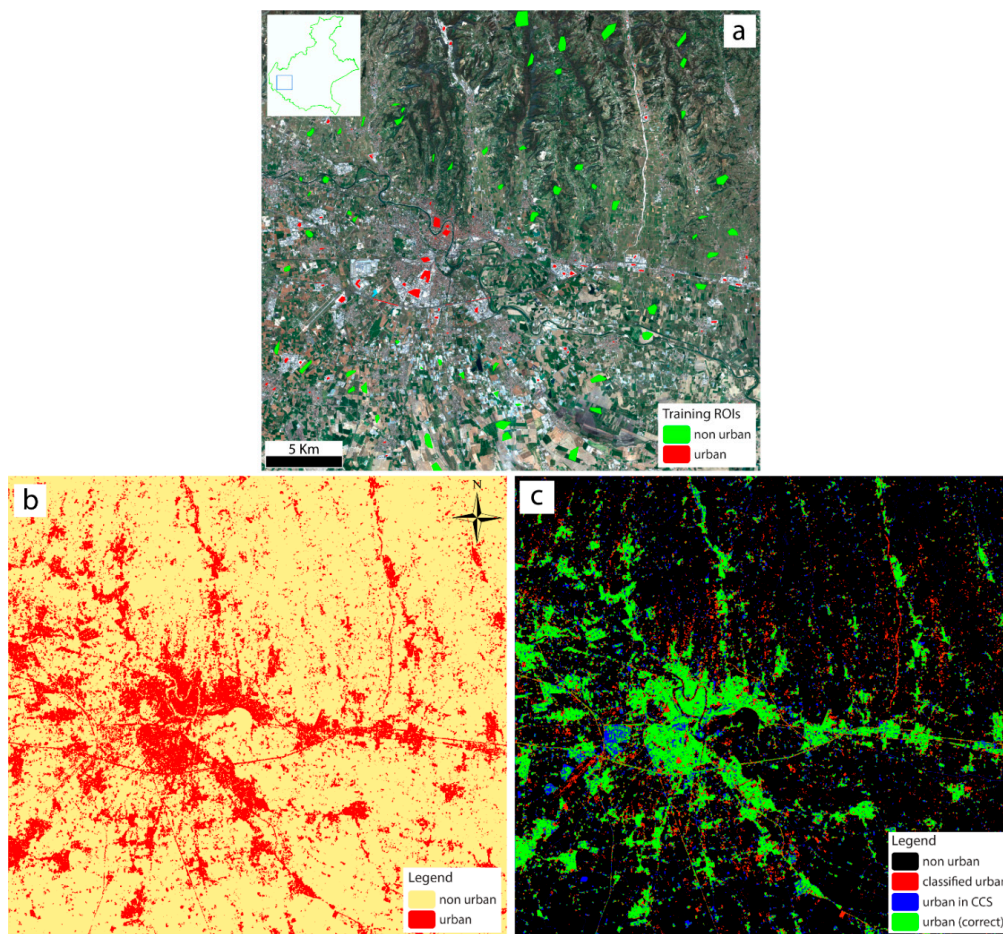 a
Training ROIs
non urban
urban
5 Km
b
N
Legend
non urban
urban
c
Legend
non urban
classified urban
urban in CCS
urban (correct)